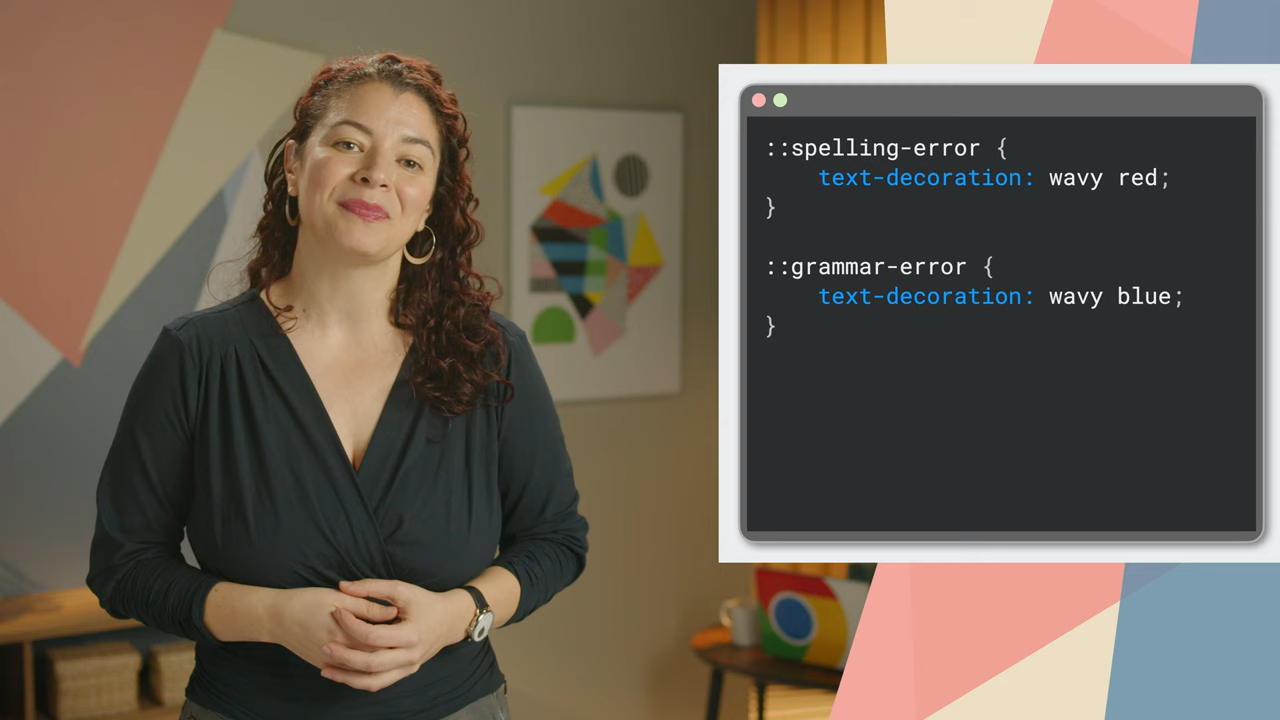 ::spelling-error {
    text-decoration: wavy red;
}
::grammar-error {
    text-decoration: wavy blue;
}